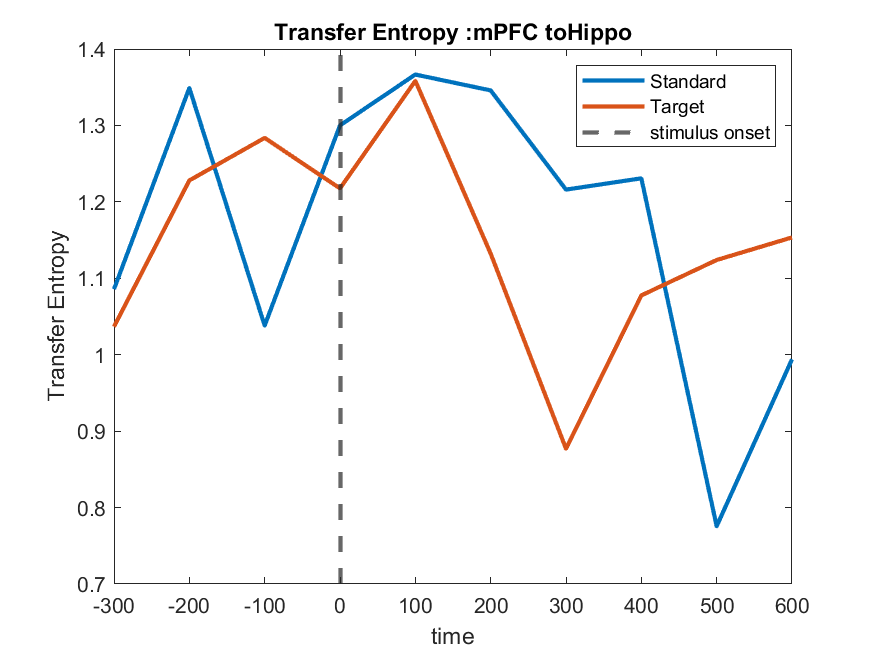 Transfer Entropy :mPFC toHippo
Standard
Target
stimulus onset
Transfer Entropy
1.4
1.3
1.2
1.1
1
0.9
0.8
0.7
-300 -200 -100 0 100 200 300 400 500 600
time